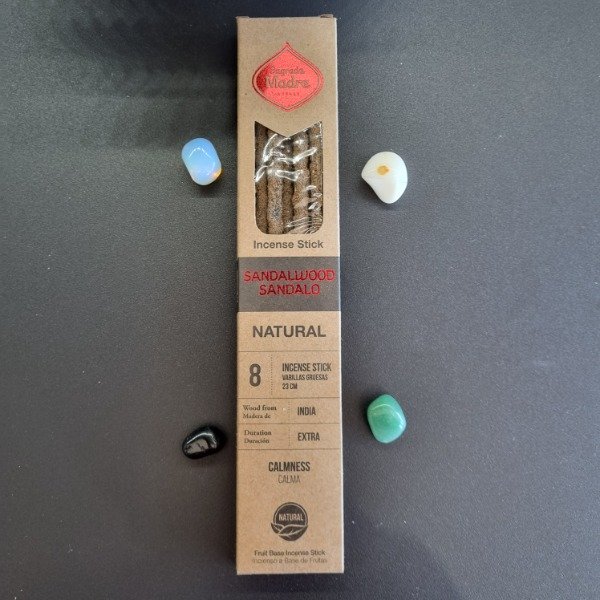 Sagrada
Madre
Incense Stick
SANDALWOOD
SANDALO
NATURAL
8
INCENSE STICK
VARILLAS GRUESAS
23 CM
Wood from
Madera de
INDIA
Duration
Duración
EXTRA
CALMNESS
CALMA
NATURAL
Fruit Base Incense Stick
Incienso a Base de Frutas